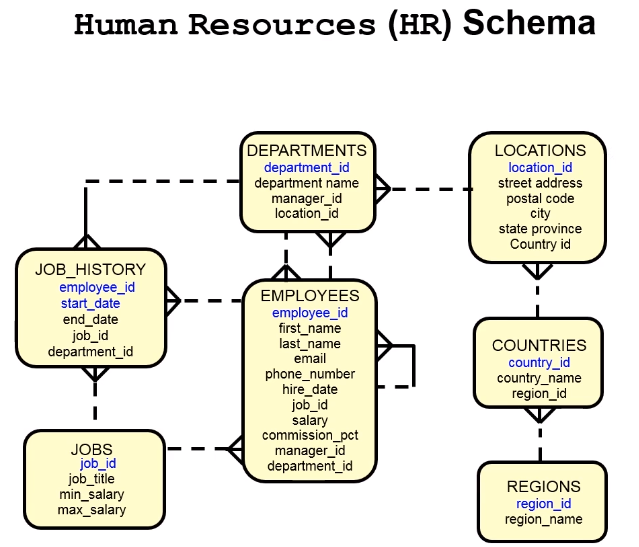 Human Resources (HR) Schema
DEPARTMENTS
department_id
department name
manager_id
location_id
LOCATIONS
location_id
street address
postal code
city
state province
Country id
JOB_HISTORY
employee_id
start_date
end_date
job_id
department_id
EMPLOYEES
employee_id
first_name
last_name
email
phone_number
hire_date
job_id
salary
commission_pct
manager_id
department_id
COUNTRIES
country_id
country_name
region_id
JOBS
job_id
job_title
min_salary
max_salary
REGIONS
region_id
region_name